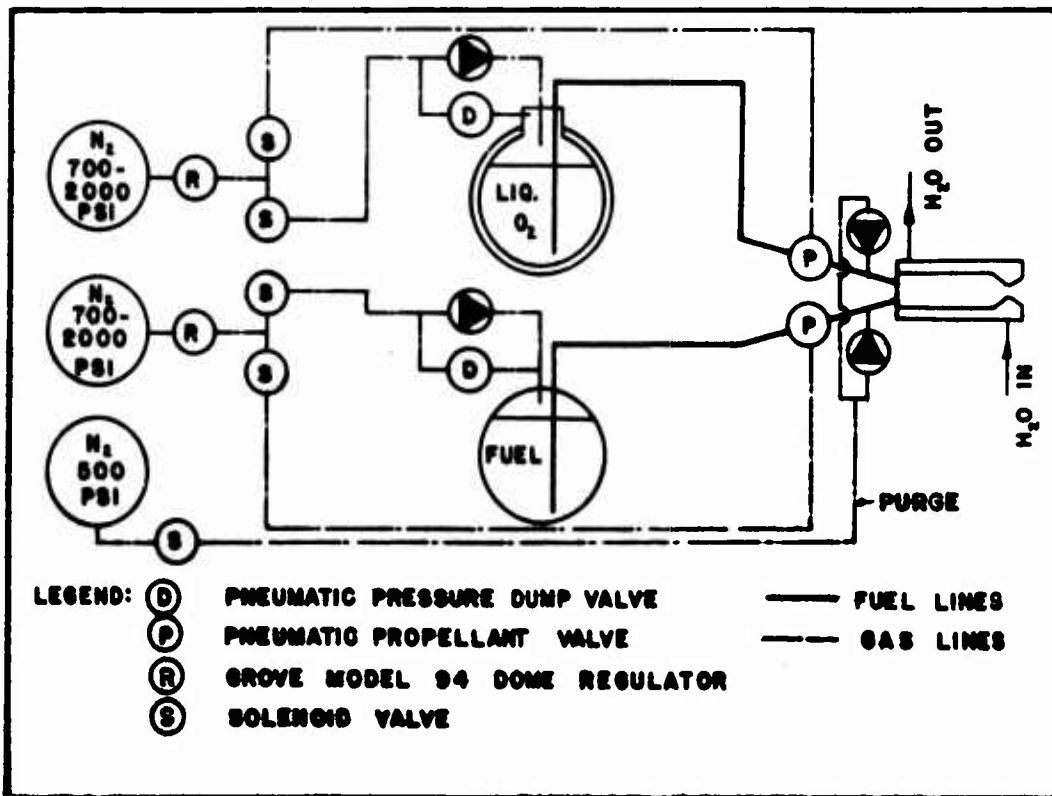 N₂
700-
2000
PSI
R
S
S
D
LIQ.
O₂
P
H₂O OUT
N₂
700-
2000
PSI
R
S
S
D
FUEL
P
H₂O IN
N₂
500
PSI
S
PURGE
LEGEND:
D PNEUMATIC PRESSURE DUMP VALVE
P PNEUMATIC PROPELLANT VALVE
R GROVE MODEL 94 DOME REGULATOR
S SOLENOID VALVE
FUEL LINES
GAS LINES